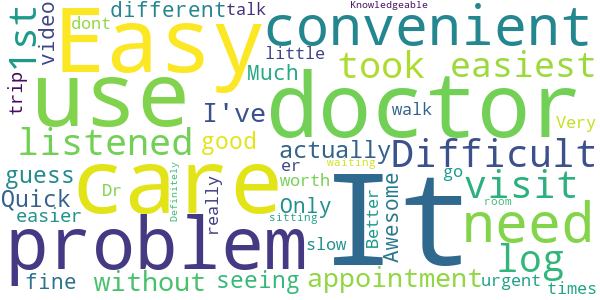 Knowledgeable
different talk
dont
video
1st
Easy
convenient
little
Much
took
easiest
trip
use
doctor
I've
walk
Very
listened
good
actually
Difficult
guess
care
er
waiting
go
visit
Dr
worth
It
Quick
Definitely
really
Only
Better
Awesome
room
need
easier
sitting
problem
slow
log
fine
without
seeing
appointment
urgent
times